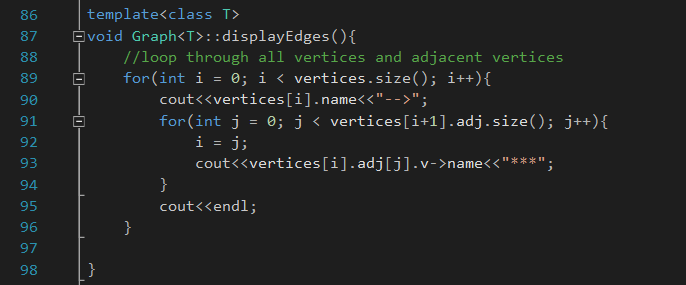 86 template<class T>
87 void Graph<T>::displayEdges(){
88 //loop through all vertices and adjacent vertices
89 for(int i = 0; i < vertices.size(); i++){
90 cout<<vertices[i].name<<"-->";
91 for(int j = 0; j < vertices[i+1].adj.size(); j++){
92 i = j;
93 cout<<vertices[i].adj[j].v->name<<"***";
94 }
95 cout<<endl;
96 }
97
98 }